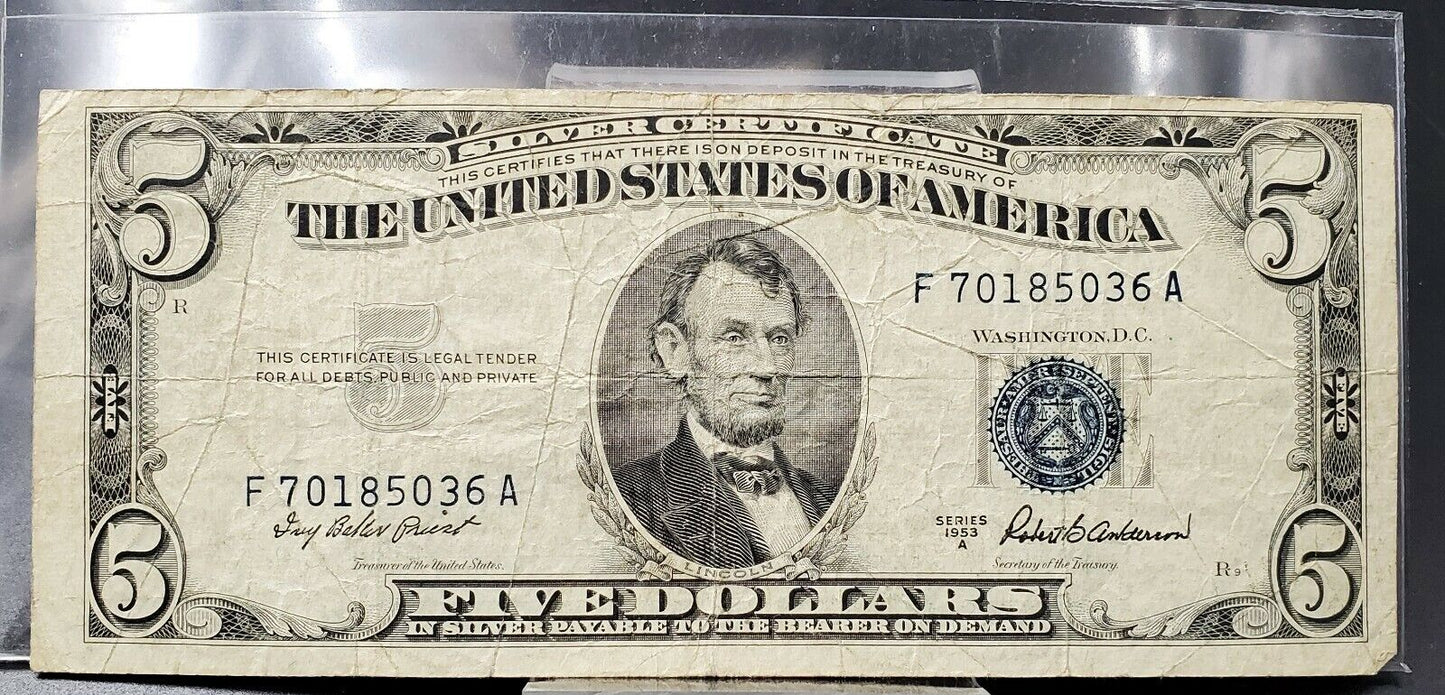 SILVER CERTIFICATE
THIS CERTIFIES THAT THERE IS ON DEPOSIT IN THE TREASURY OF
THE UNITED STATES OF AMERICA
5
5
R
F 70185036 A
WASHINGTON, D.C.
5
THIS CERTIFICATE IS LEGAL TENDER
FOR ALL DEBTS, PUBLIC AND PRIVATE
FIVE
FIVE
F 70185036 A
Ivy Baker Priest
Treasurer of the United States.
SERIES
1953
A
Robert B Anderson
Secretary of the Treasury.
R
LINCOLN
5
5
FIVE DOLLARS
IN SILVER PAYABLE TO THE BEARER ON DEMAND